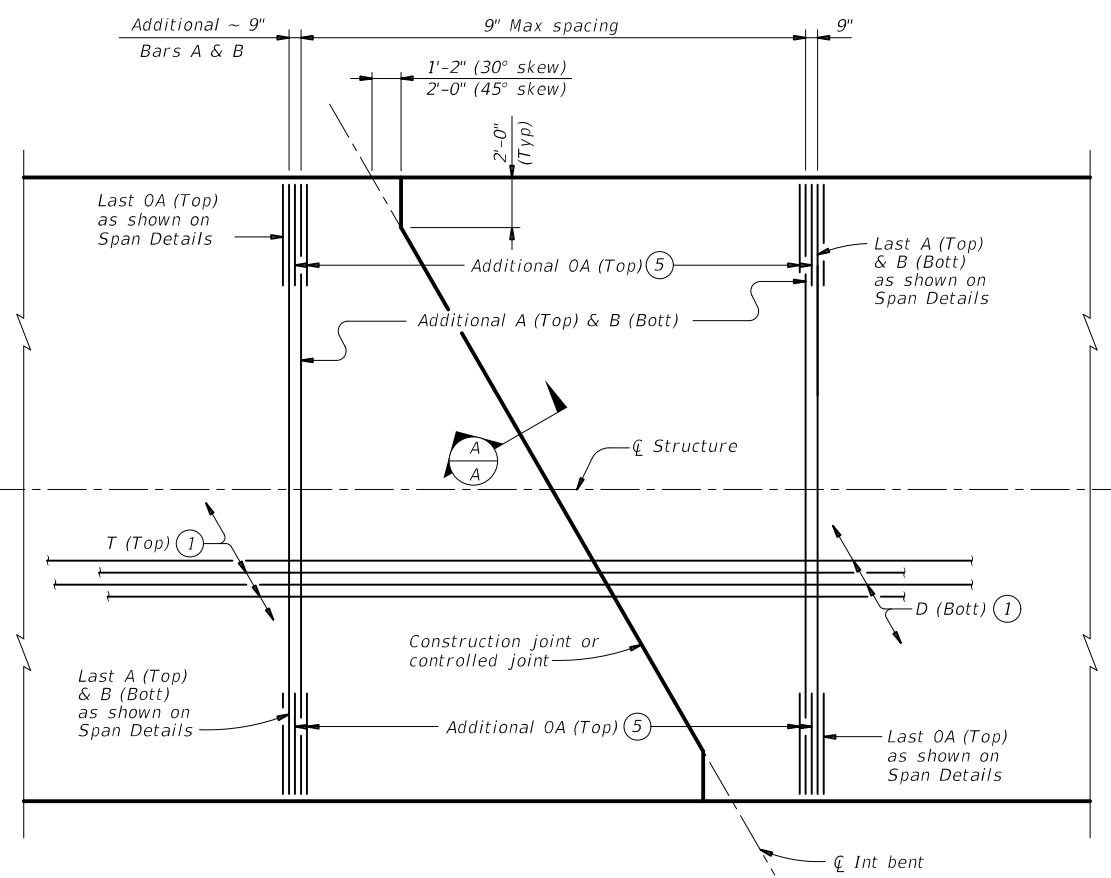 Additional ~ 9"
Bars A & B
9" Max spacing
9"
1'-2" (30° skew)
2'-0" (45° skew)
2'-0"
(Typ)
Last OA (Top)
as shown on
Span Details
Additional OA (Top) 5
Last A (Top)
& B (Bott)
as shown on
Span Details
Additional A (Top) & B (Bott)
A
A
℄ Structure
T (Top) 1
D (Bott) 1
Construction joint or
controlled joint
Last A (Top)
& B (Bott)
as shown on
Span Details
Additional OA (Top) 5
Last OA (Top)
as shown on
Span Details
℄ Int bent